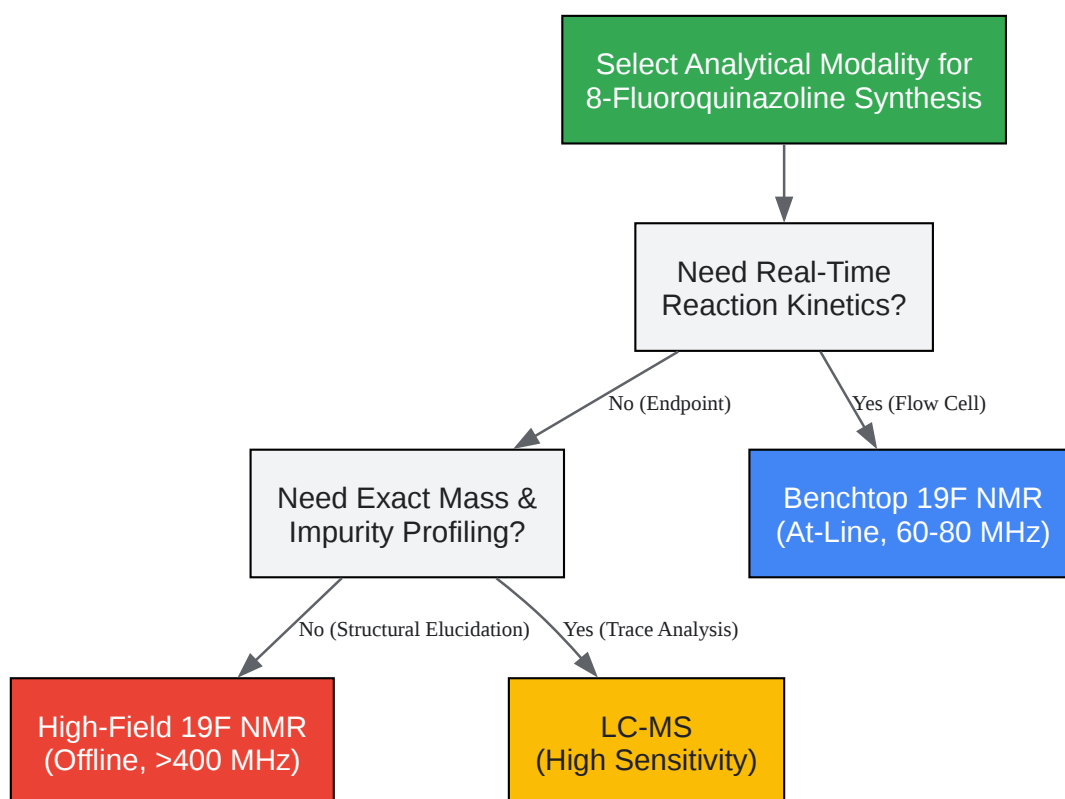 Select Analytical Modality for
8-Fluoroquinazoline Synthesis
Need Real-Time
Reaction Kinetics?
No (Endpoint)
Yes (Flow Cell)
Need Exact Mass &
Impurity Profiling?
Benchtop 19F NMR
(At-Line, 60-80 MHz)
No (Structural Elucidation)
Yes (Trace Analysis)
High-Field 19F NMR
(Offline, >400 MHz)
LC-MS
(High Sensitivity)